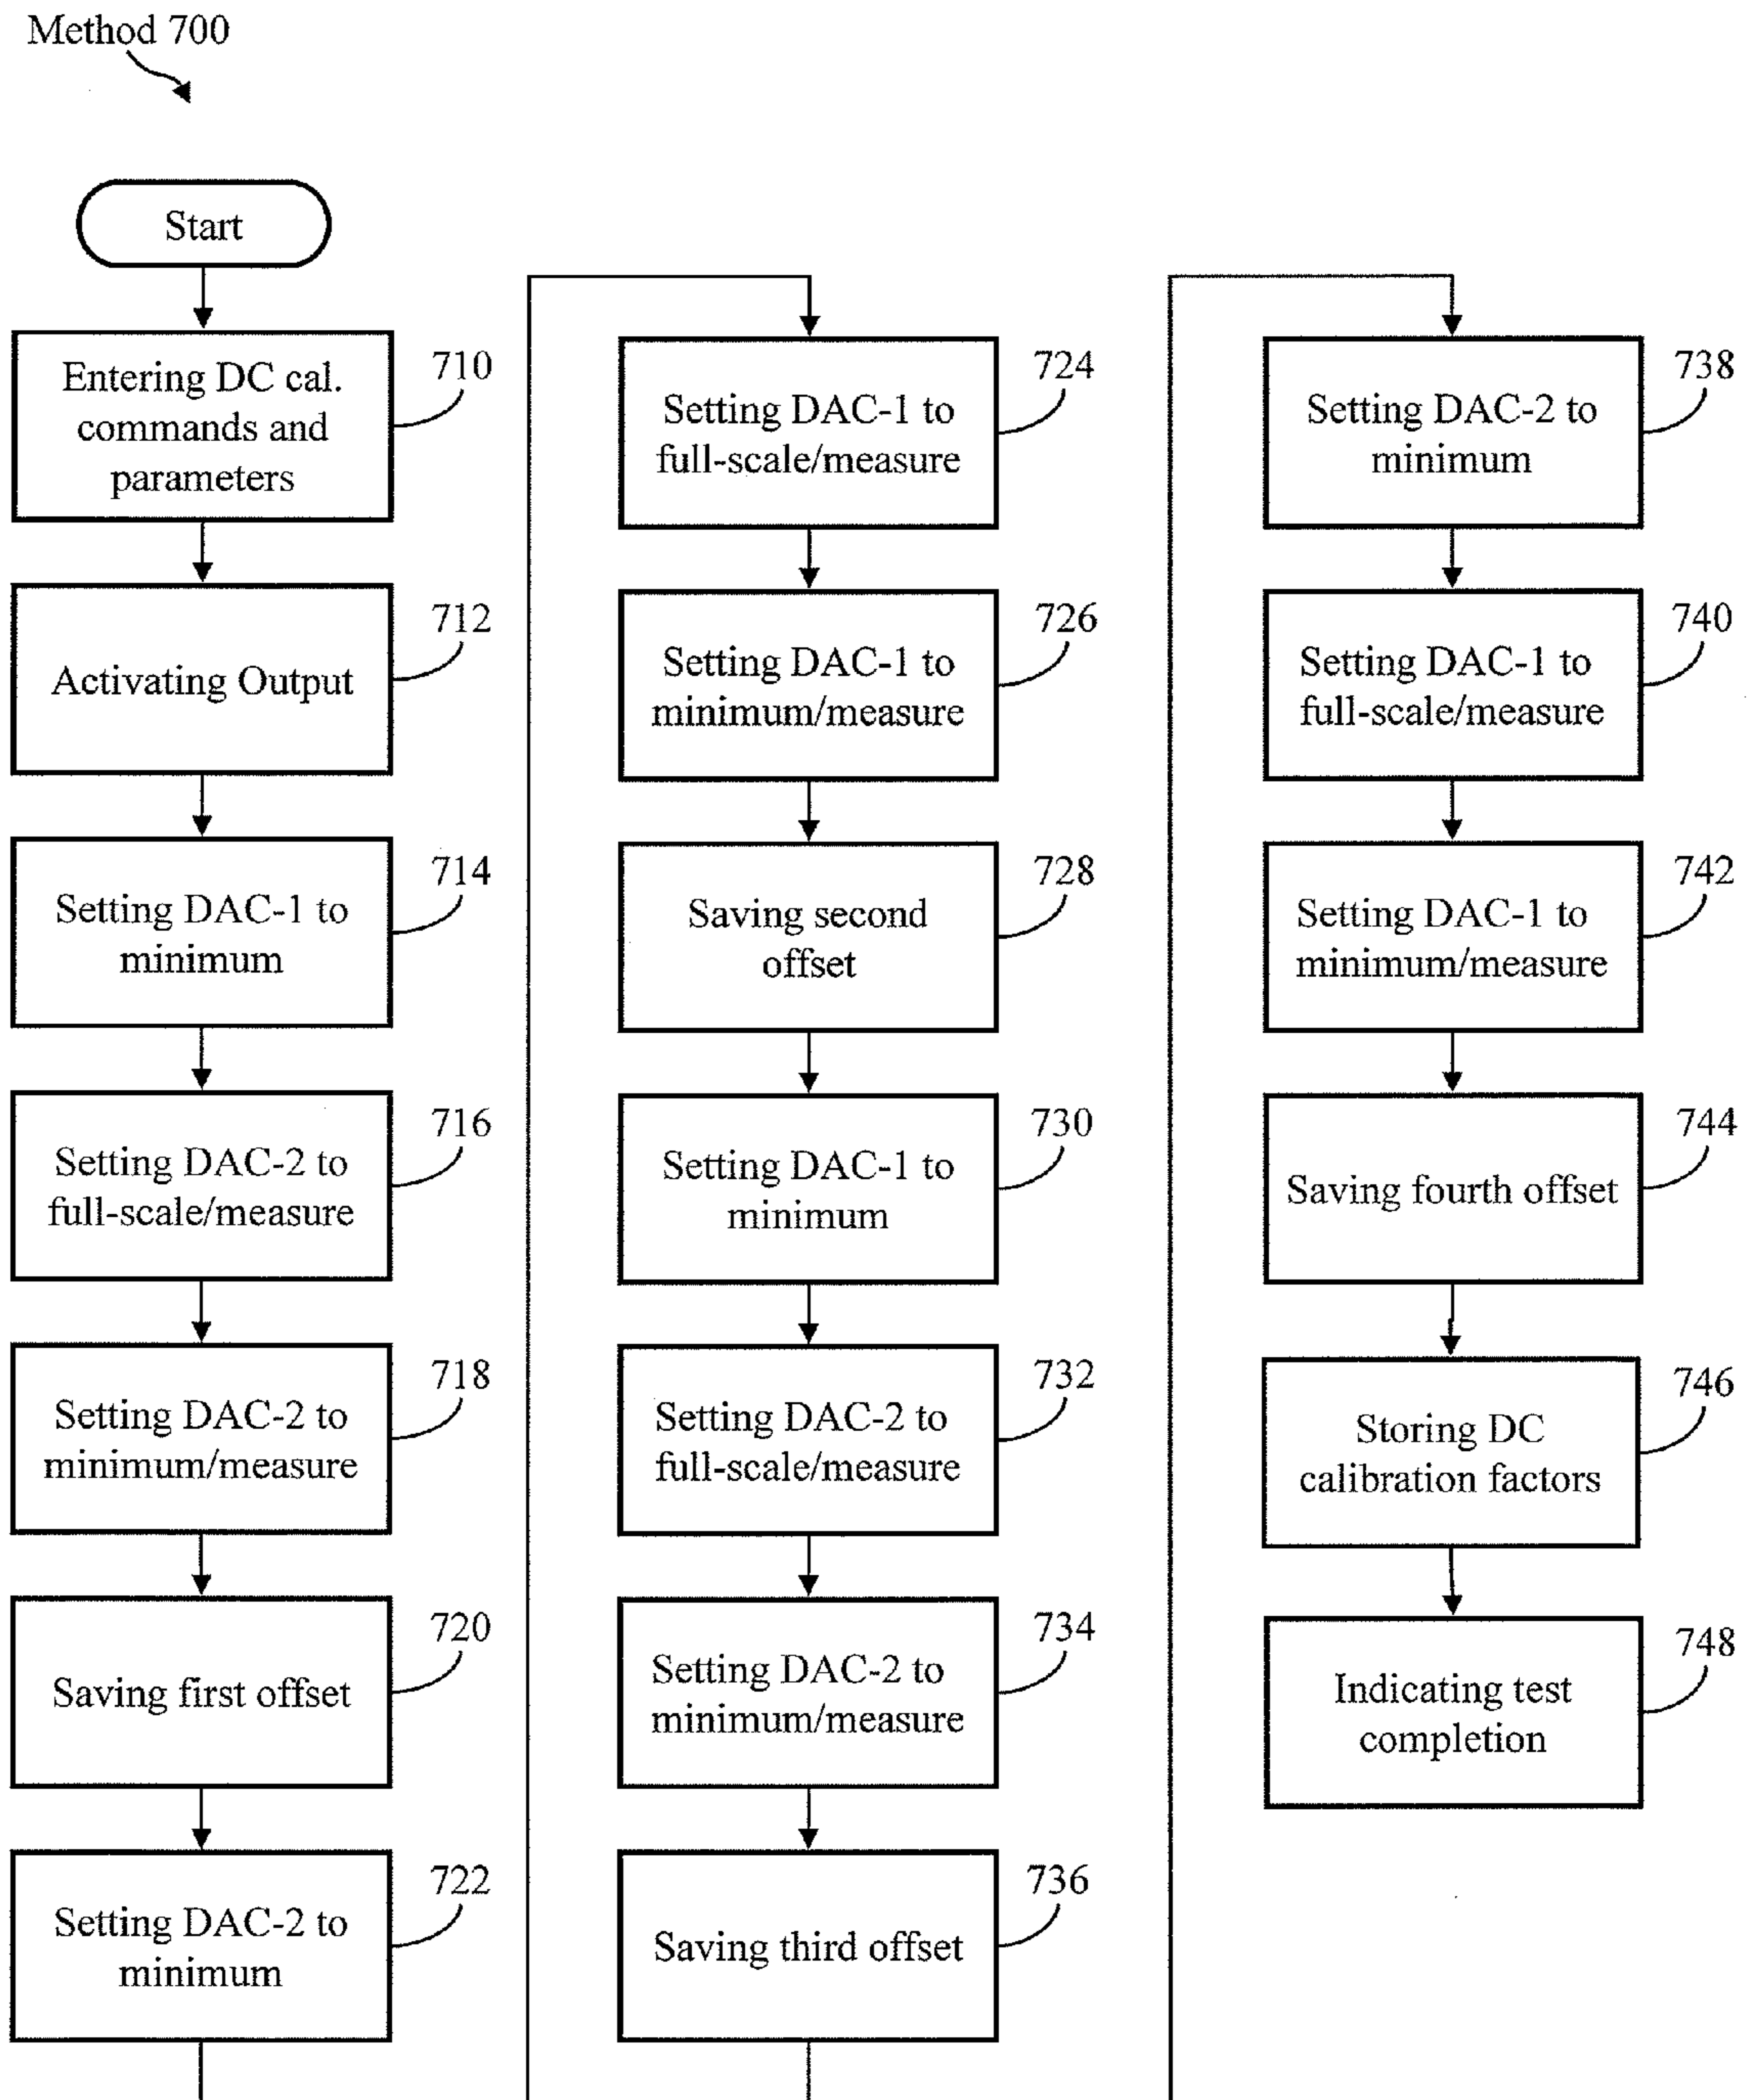 Method 700
Start
Entering DC cal.
commands and
parameters
710
Activating Output
712
Setting DAC-1 to
minimum
714
Setting DAC-2 to
full-scale/measure
716
Setting DAC-2 to
minimum/measure
718
Saving first offset
720
Setting DAC-2 to
minimum
722
Setting DAC-1 to
full-scale/measure
724
Setting DAC-1 to
minimum/measure
726
Saving second
offset
728
Setting DAC-1 to
minimum
730
Setting DAC-2 to
full-scale/measure
732
Setting DAC-2 to
minimum/measure
734
Saving third offset
736
Setting DAC-2 to
minimum
738
Setting DAC-1 to
full-scale/measure
740
Setting DAC-1 to
minimum/measure
742
Saving fourth offset
744
Storing DC
calibration factors
746
Indicating test
completion
748